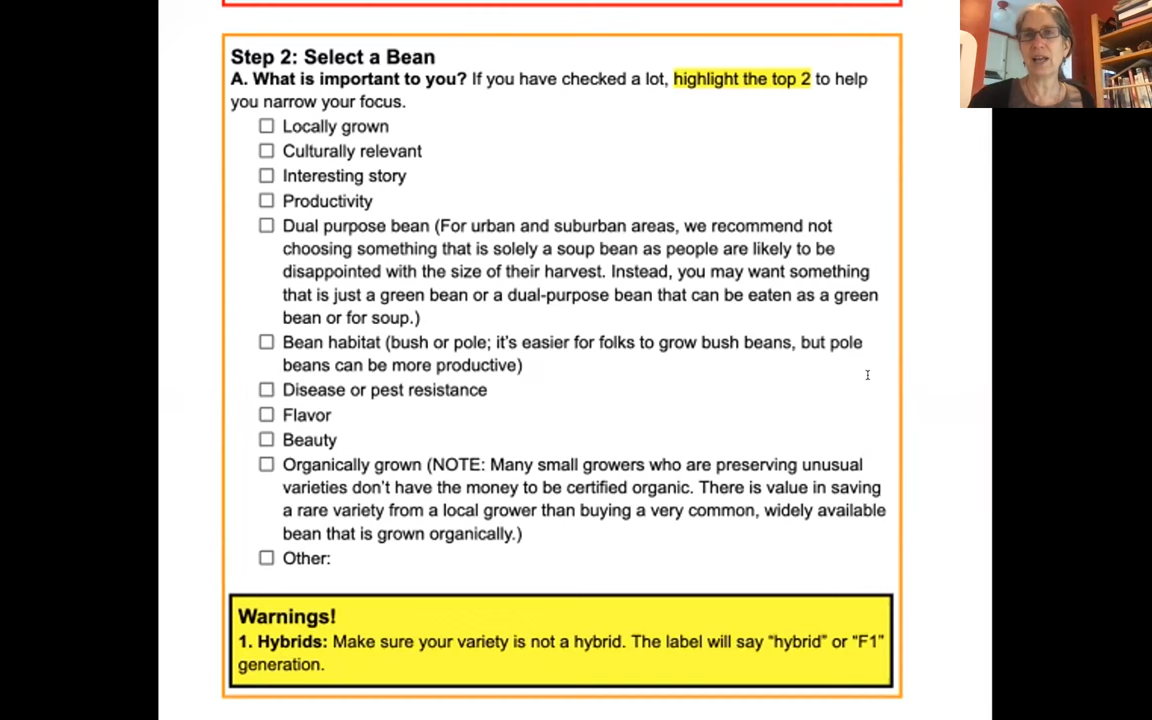 Step 2: Select a Bean
A. What is important to you? If you have checked a lot, highlight the top 2 to help
you narrow your focus.
Locally grown
Culturally relevant
Interesting story
Productivity
Dual purpose bean (For urban and suburban areas, we recommend not
choosing something that is solely a soup bean as people are likely to be
disappointed with the size of their harvest. Instead, you may want something
that is just a green bean or a dual-purpose bean that can be eaten as a green
bean or for soup.)
Bean habitat (bush or pole; it's easier for folks to grow bush beans, but pole
beans can be more productive)
Disease or pest resistance
Flavor
Beauty
Organically grown (NOTE: Many small growers who are preserving unusual
varieties don't have the money to be certified organic. There is value in saving
a rare variety from a local grower than buying a very common, widely available
bean that is grown organically.)
Other:
Warnings!
1. Hybrids: Make sure your variety is not a hybrid. The label will say "hybrid" or "F1"
generation.